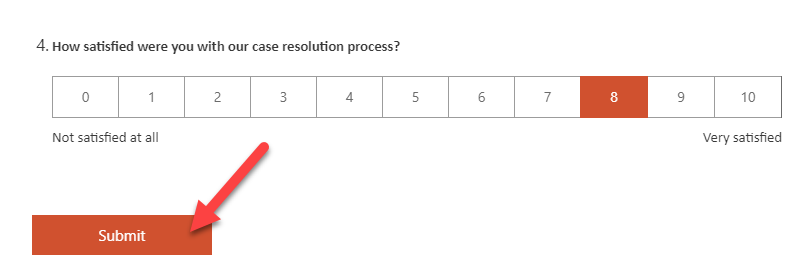 4. How satisfied were you with our case resolution process?
0 1 2 3 4 5 6 7 8 9 10
Not satisfied at all Very satisfied
Submit